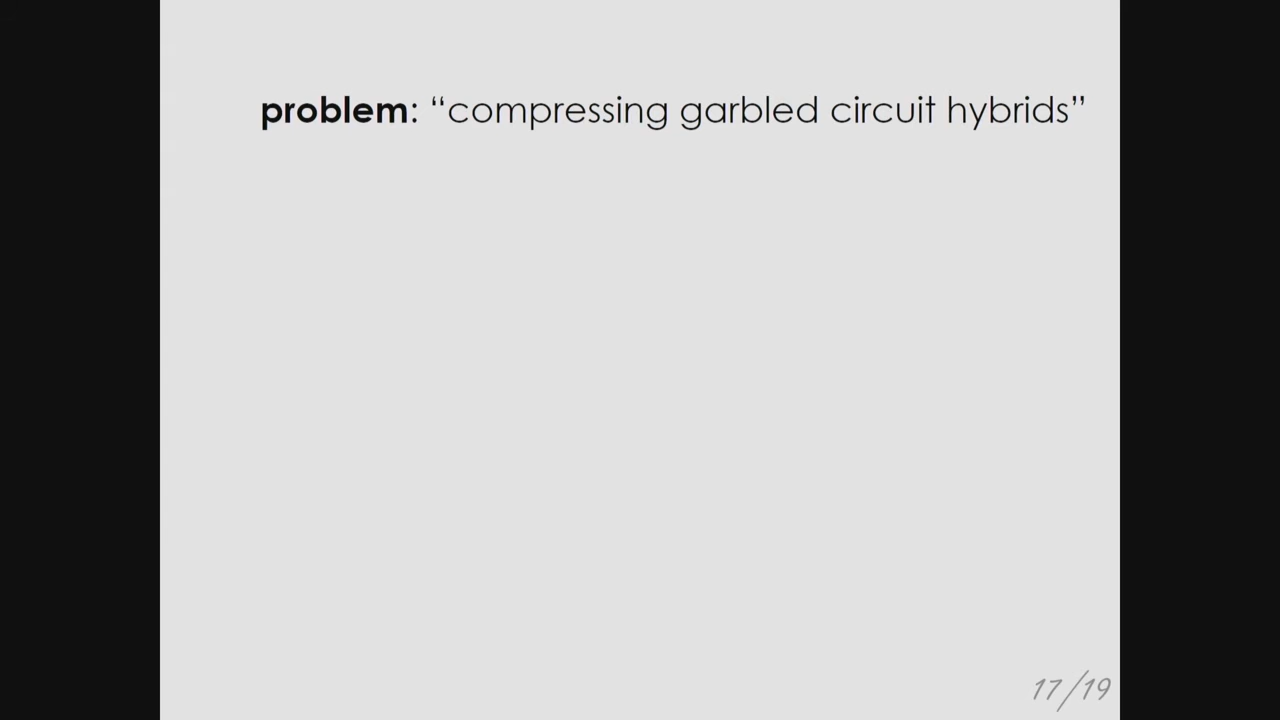 problem: “compressing garbled circuit hybrids”
17/19